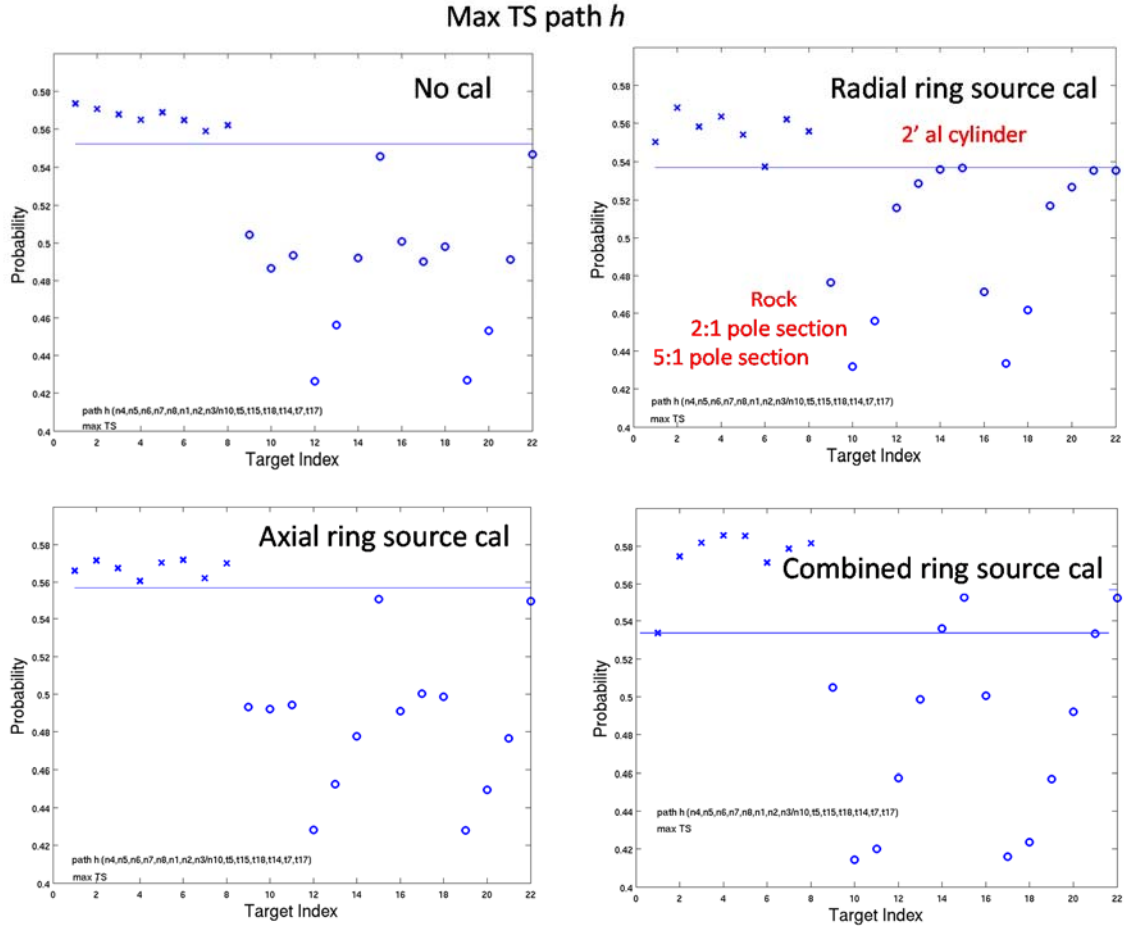 Max TS path h
No cal
0.58
0.56
0.54
0.52
0.5
0.48
0.46
0.44
0.42
0.4
Probability
path h (n4,n5,n6,n7,n8,n1,n2,n3/n10,t5,t15,t18,t14,t7,t17)
max TS
0 2 4 6 8 10 12 14 16 18 20 22
Target Index
Radial ring source cal
2' al cylinder
Rock
2:1 pole section
5:1 pole section
0.58
0.56
0.54
0.52
0.5
0.48
0.46
0.44
0.42
0.4
Probability
path h (n4,n5,n6,n7,n8,n1,n2,n3/n10,t5,t15,t18,t14,t7,t17)
max TS
0 2 4 6 8 10 12 14 16 18 20 22
Target Index
Axial ring source cal
0.58
0.56
0.54
0.52
0.5
0.48
0.46
0.44
0.42
0.4
Probability
path h (n4,n5,n6,n7,n8,n1,n2,n3/n10,t5,t15,t18,t14,t7,t17)
max TS
0 2 4 6 8 10 12 14 16 18 20 22
Target Index
Combined ring source cal
0.58
0.56
0.54
0.52
0.5
0.48
0.46
0.44
0.42
0.4
Probability
path h (n4,n5,n6,n7,n8,n1,n2,n3/n10,t5,t15,t18,t14,t7,t17)
max TS
0 2 4 6 8 10 12 14 16 18 20 22
Target Index